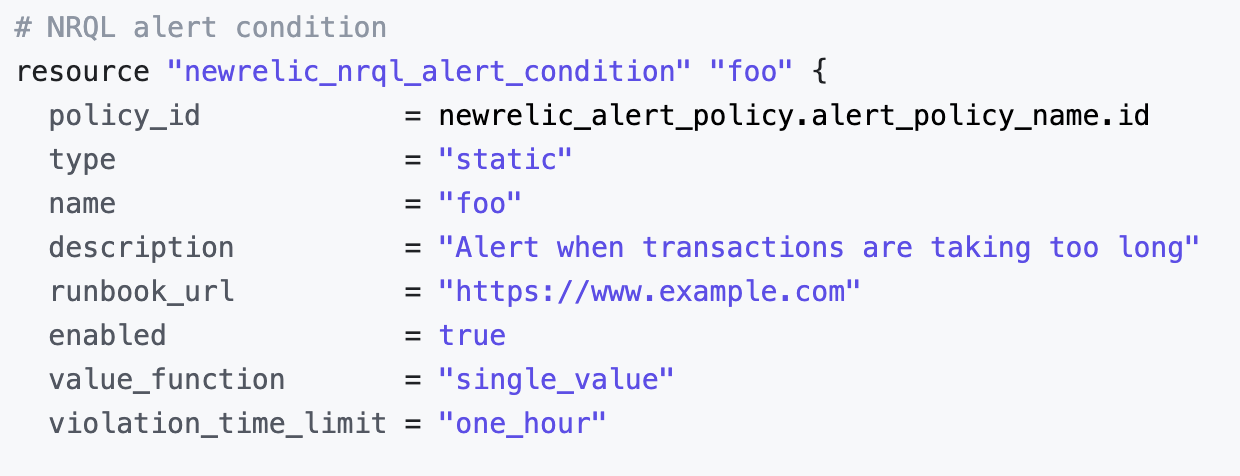 # NRQL alert condition
resource "newrelic_nrql_alert_condition" "foo" {
  policy_id            = newrelic_alert_policy.alert_policy_name.id
  type                 = "static"
  name                 = "foo"
  description          = "Alert when transactions are taking too long"
  runbook_url          = "https://www.example.com"
  enabled              = true
  value_function       = "single_value"
  violation_time_limit = "one_hour"